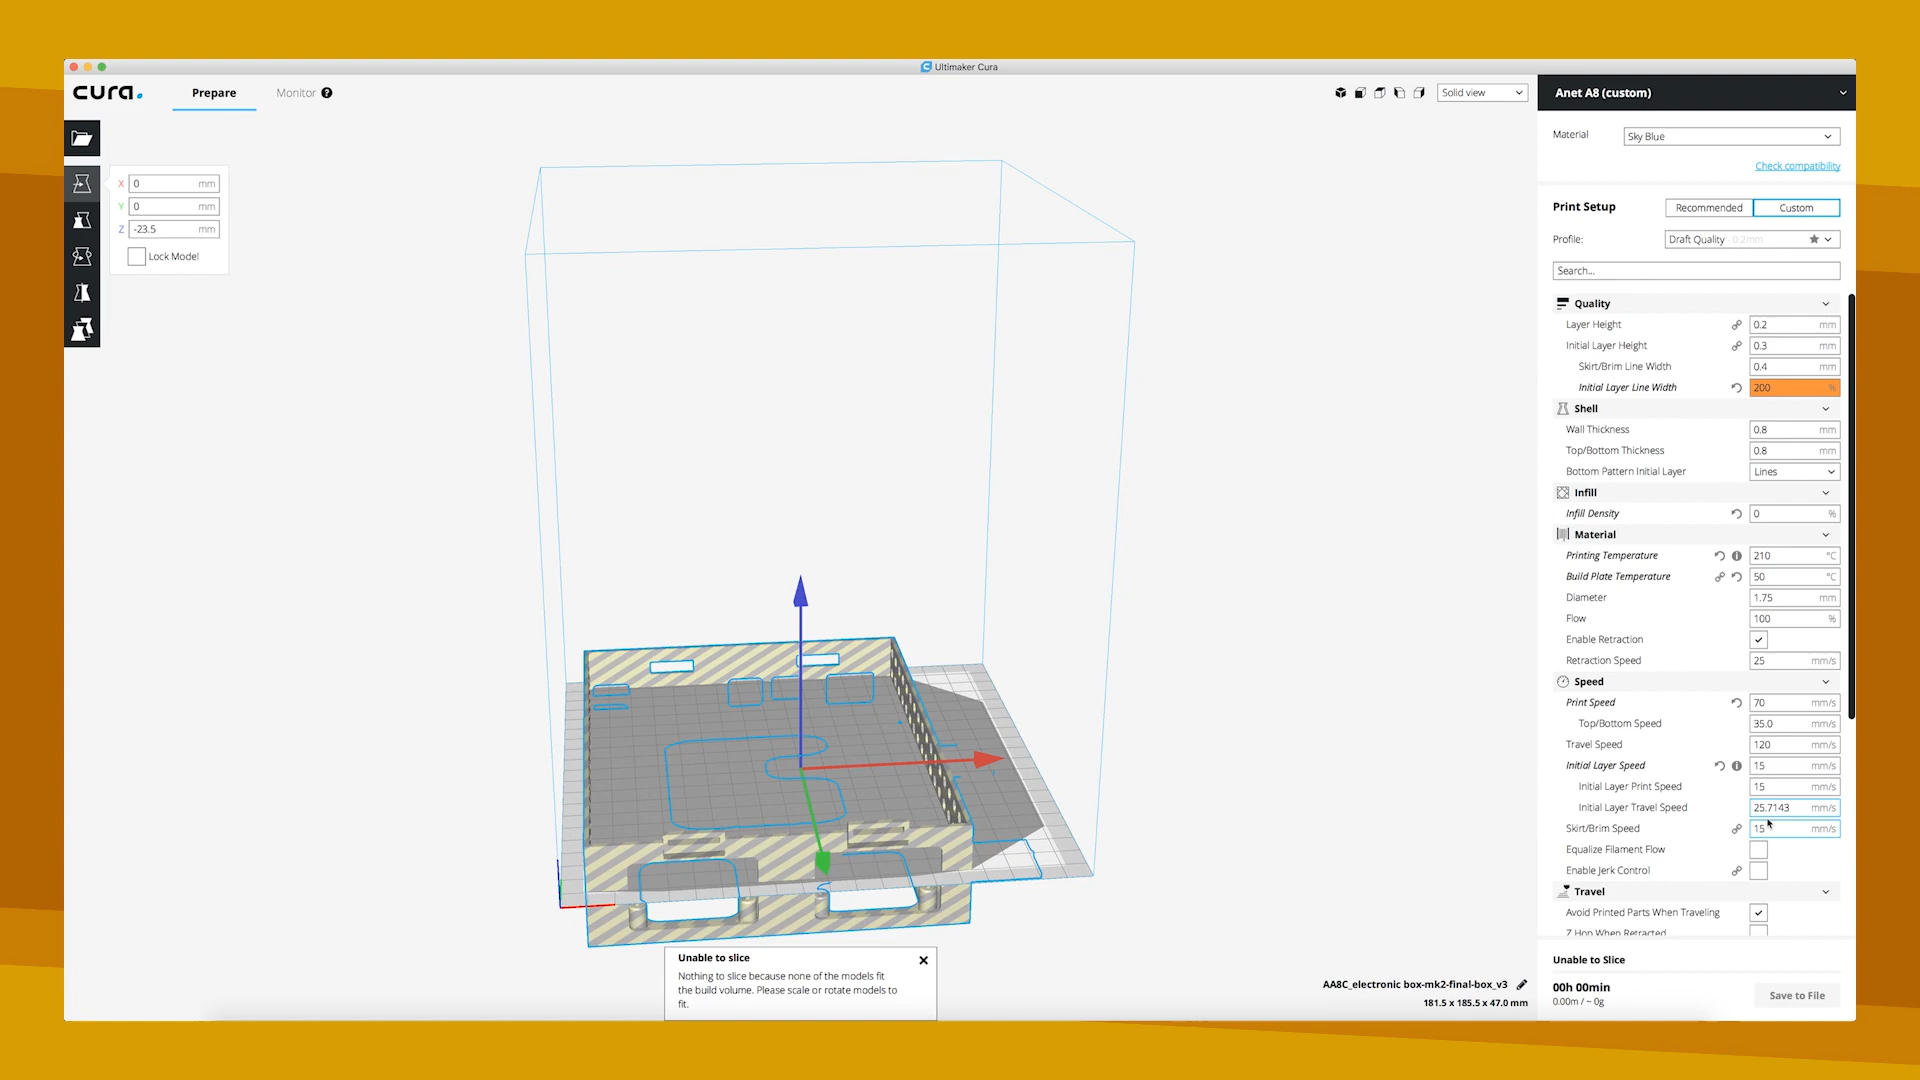 Ultimaker Cura
cura.
Prepare
Monitor ?
Solid view
X 0 mm
Y 0 mm
Z -23.5 mm
Lock Model
Anet A8 (custom)
Material Sky Blue
Check compatibility
Print Setup Recommended Custom
Profile: Draft Quality - 0.2mm
Search...
Quality
Layer Height 0.2 mm
Initial Layer Height 0.3 mm
Skirt/Brim Line Width 0.4 mm
Initial Layer Line Width 200 %
Shell
Wall Thickness 0.8 mm
Top/Bottom Thickness 0.8 mm
Bottom Pattern Initial Layer Lines
Infill
Infill Density 0 %
Material
Printing Temperature 210 °C
Build Plate Temperature 50 °C
Diameter 1.75 mm
Flow 100 %
Enable Retraction
Retraction Speed 25 mm/s
Speed
Print Speed 70 mm/s
Top/Bottom Speed 35.0 mm/s
Travel Speed 120 mm/s
Initial Layer Speed 15 mm/s
Initial Layer Print Speed 15 mm/s
Initial Layer Travel Speed 25.7143 mm/s
Skirt/Brim Speed 15 mm/s
Equalize Filament Flow
Enable Jerk Control
Travel
Avoid Printed Parts When Traveling
Z Hop When Retracted
Unable to slice
Nothing to slice because none of the models fit
the build volume. Please scale or rotate models to
fit.
AA8C_electronic box-mk2-final-box_v3
181.5 x 185.5 x 47.0 mm
Unable to Slice
00h 00min
0.00m / ~ 0g
Save to File